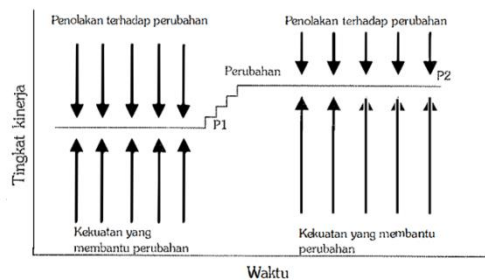 Penolakan terhadap perubahan
Penolakan terhadap perubahan
Perubahan
P2
P1
Tingkat kinerja
Kekuatan yang
membantu perubahan
Kekuatan yang membantu
perubahan
Waktu